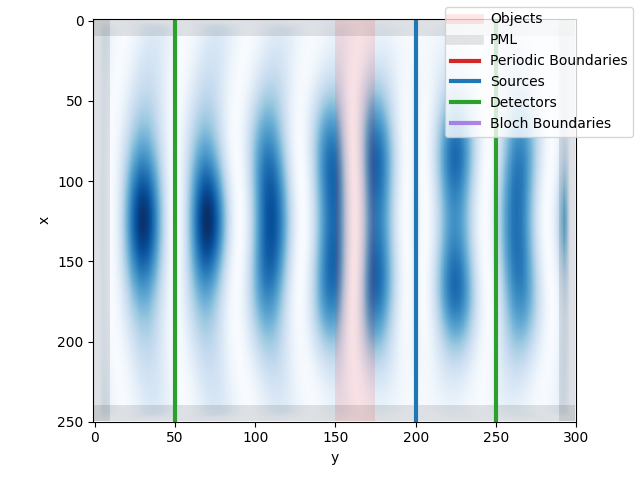 Objects
PML
Periodic Boundaries
Sources
Detectors
Bloch Boundaries
0
50
100
150
200
250
x
0 50 100 150 200 250 300
y